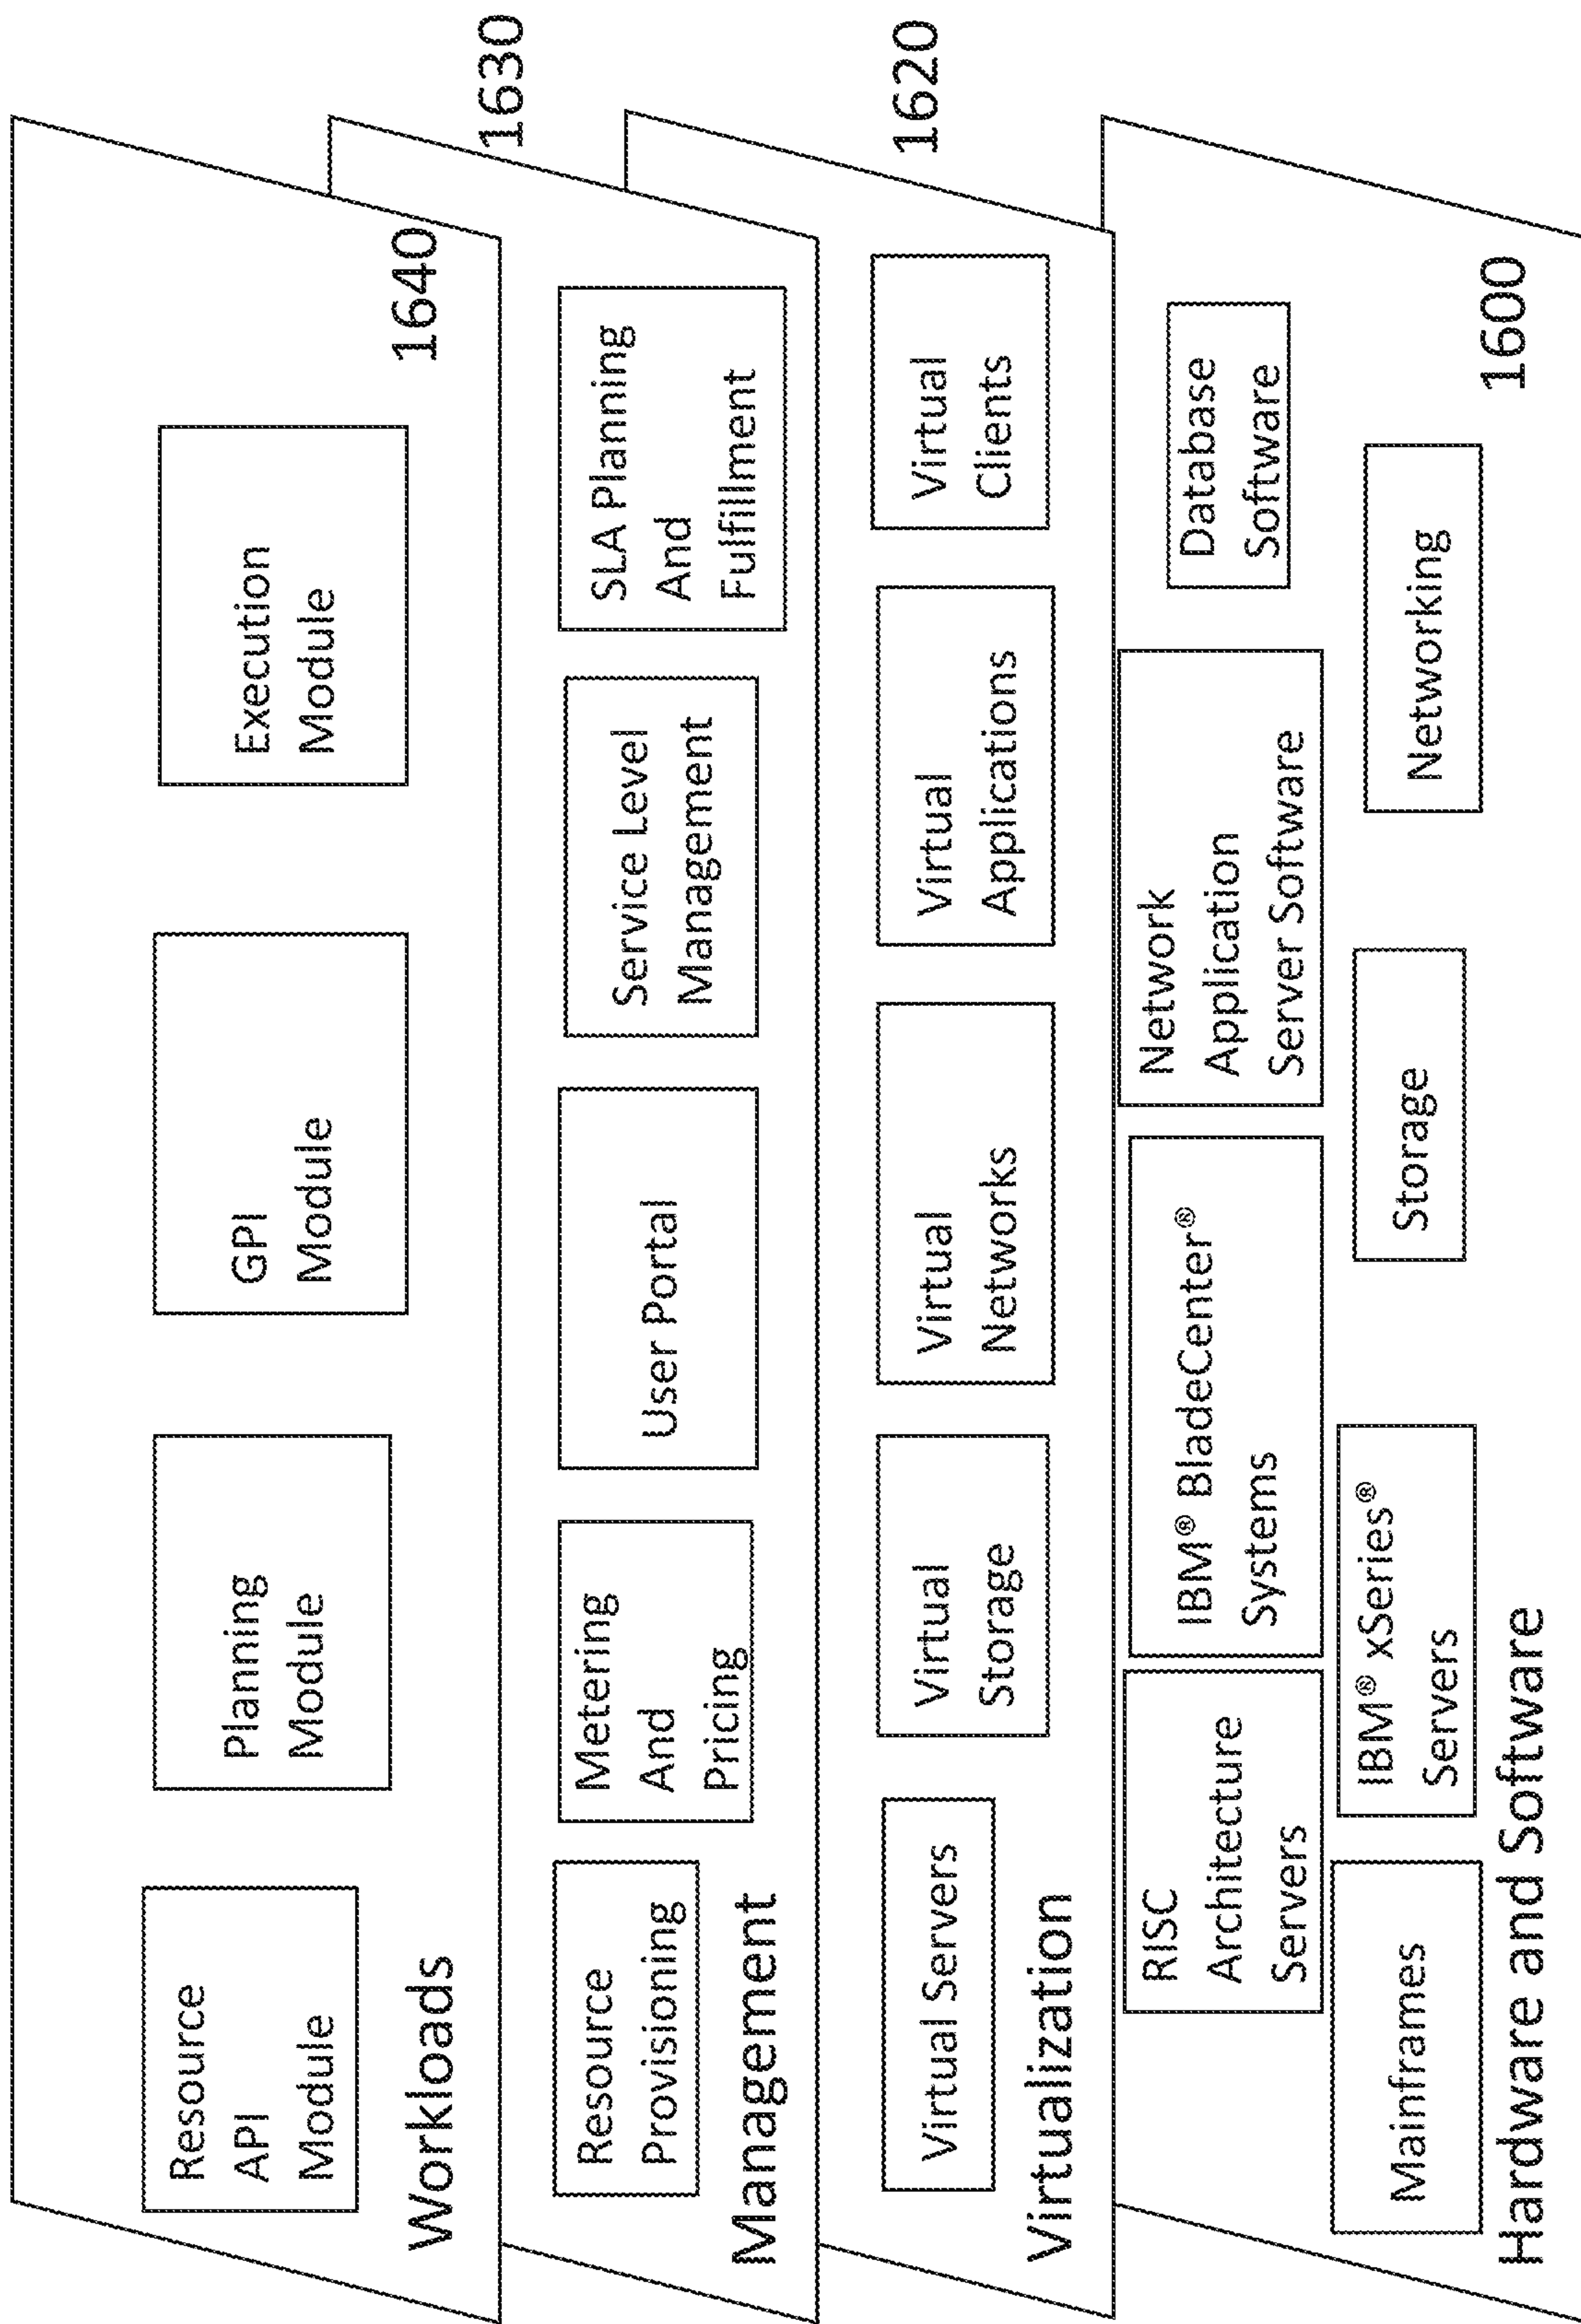 Resource
API
Module
Planning
Module
GPI
Module
Execution
Module
Workloads
1640
Resource
Provisioning
Metering
And
Pricing
User Portal
Service Level
Management
SLA Planning
And
Fulfillment
Management
1630
Virtual Servers
Virtual
Storage
Virtual
Networks
Virtual
Applications
Virtual
Clients
Virtualization
1620
RISC
Architecture
Servers
IBM® BladeCenter®
Systems
Network
Application
Server Software
Database
Software
Mainframes
IBM® xSeries®
Servers
Storage
Networking
Hardware and Software
1600